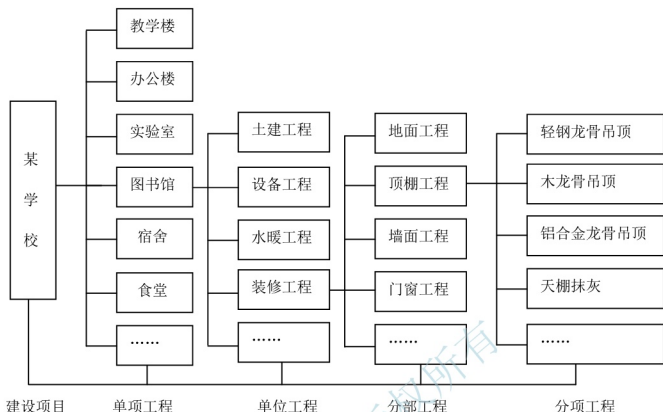 某学校
教学楼
办公楼
实验室
图书馆
宿舍
食堂
……
土建工程
设备工程
水暖工程
装修工程
……
地面工程
顶棚工程
墙面工程
门窗工程
……
轻钢龙骨吊顶
木龙骨吊顶
铝合金龙骨吊顶
天棚抹灰
……
建设项目
单项工程
单位工程
分部工程
分项工程
权所有